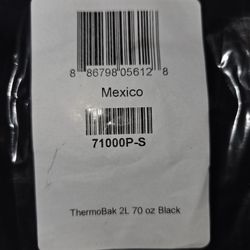 8 86798 05612 8
Mexico
71000P-S
ThermoBak 2L 70 oz Black